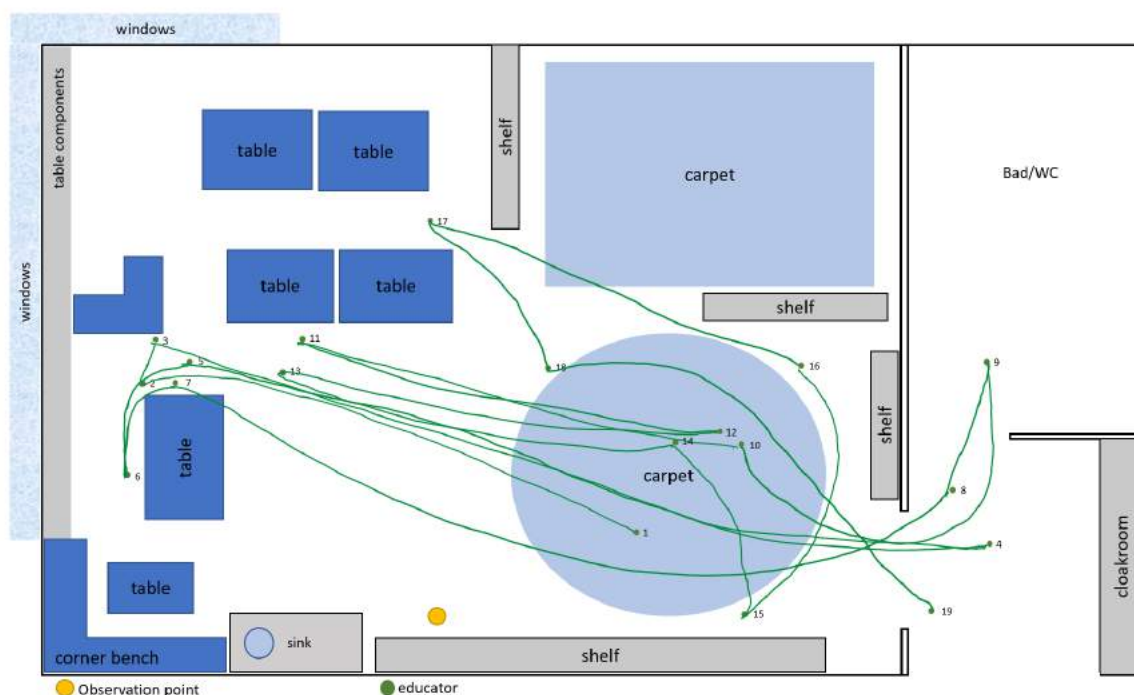 windows
windows
table components
shelf
table
table
carpet
Bad/WC
17
table
table
shelf
3
11
5
13
18
16
9
2
7
shelf
12
14
10
table
carpet
6
8
1
4
cloakroom
table
15
19
corner bench
sink
shelf
Observation point
educator